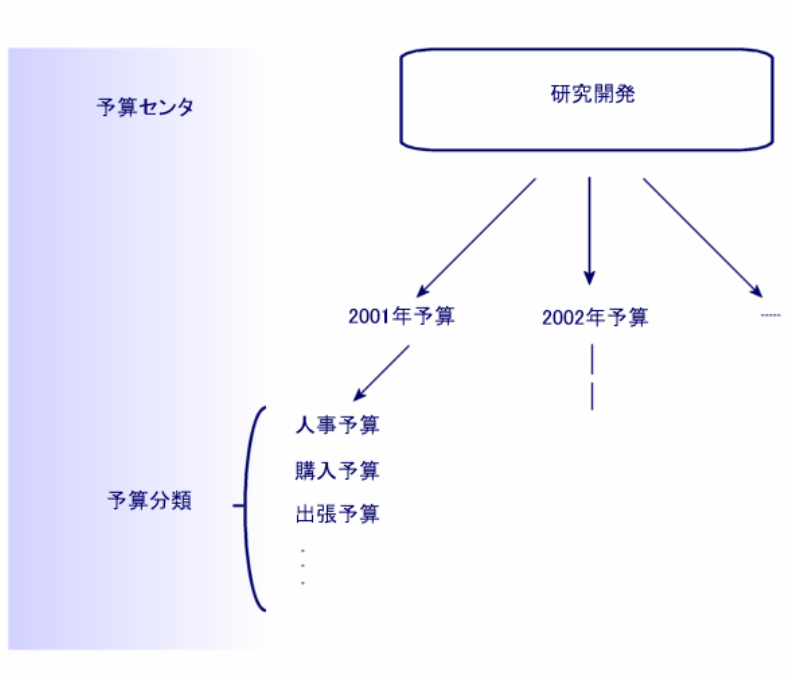 予算センタ
研究開発
2001年予算
2002年予算
-----
人事予算
購入予算
出張予算
予算分類